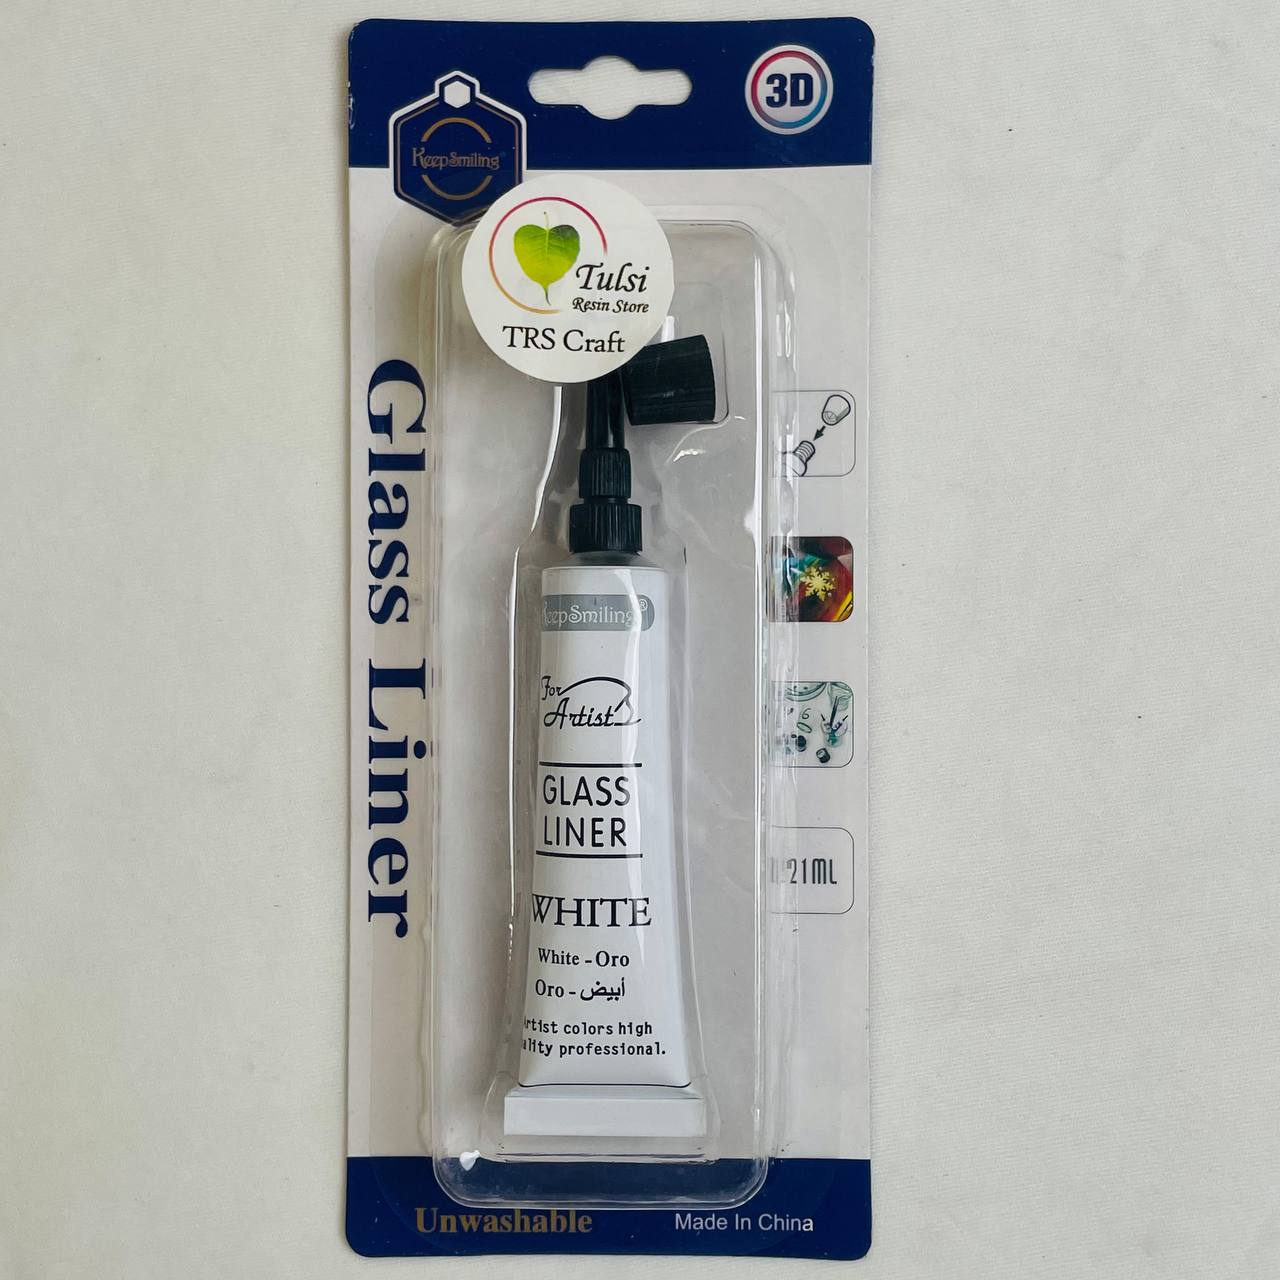 KeepSmiling
3D
Tulsi
Resin Store
TRS Craft
Glass Liner
KeepSmiling®
For
Artist
GLASS
LINER
WHITE
White - Oro
Oro - أبيض
Artist colors high
professional.
21ML
Unwashable
Made In China